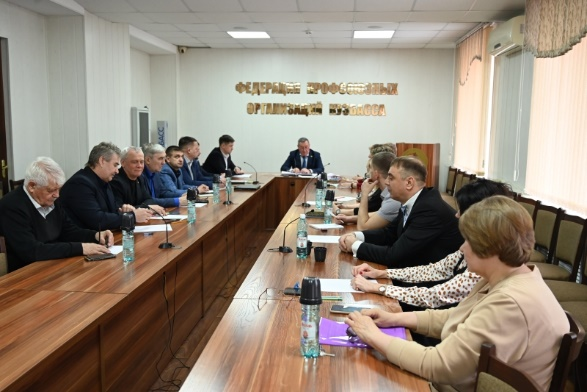 ФЕДЕРАЦИЯ ПРОФСОЮЗНЫХ
ОРГАНИЗАЦИЙ КУЗБАССА